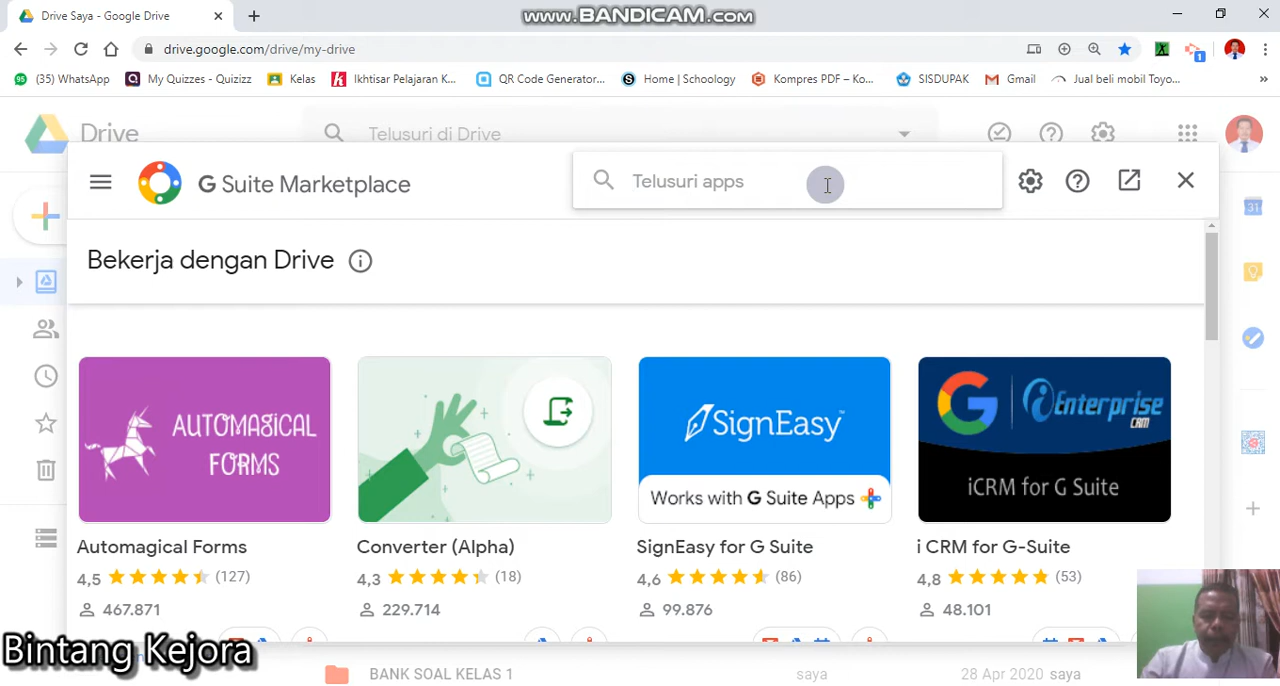 Drive Saya - Google Drive
www.BANDICAM.com
drive.google.com/drive/my-drive
(35) WhatsApp
My Quizzes - Quizizz
Kelas
Ikhtisar Pelajaran K...
QR Code Generator...
Home | Schoology
Kompres PDF – Ko...
SISDUPAK
Gmail
Jual beli mobil Toyo...
»
Drive
Telusuri di Drive
G Suite Marketplace
Telusuri apps
Bekerja dengan Drive
AUTOMAGICAL
FORMS
SignEasy
Works with G Suite Apps
G iEnterprise
CRM
iCRM for G Suite
Automagical Forms
4,5 (127)
467.871
Converter (Alpha)
4,3 (18)
229.714
SignEasy for G Suite
4,6 (86)
99.876
i CRM for G-Suite
4,8 (53)
48.101
31
Bintang Kejora
BANK SOAL KELAS 1 saya 28 Apr 2020 saya